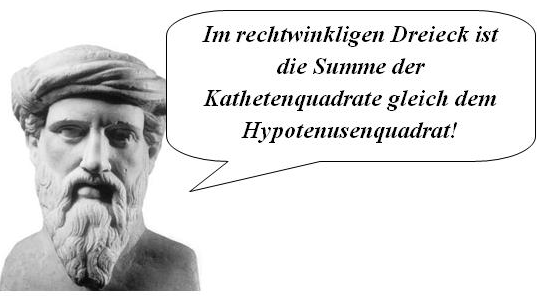 Im rechtwinkligen Dreieck ist
die Summe der
Kathetenquadrate gleich dem
Hypotenusenquadrat!